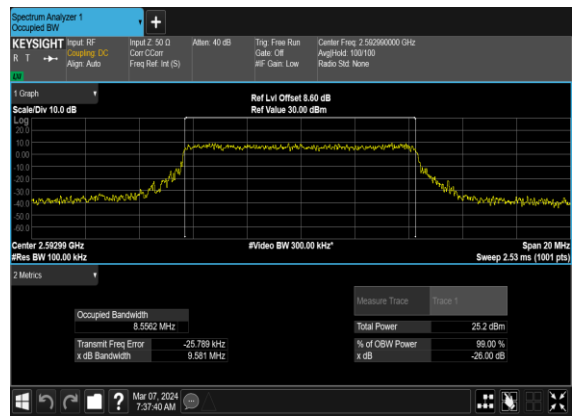 Spectrum Analyzer 1
Occupied BW
KEYSIGHT Input: RF Input Z: 50 Ω Atten: 40 dB Trig: Free Run Center Freq: 2.592990000 GHz
R T Coupling: DC Corr CCorr Gate: Off Avg|Hold: 100/100
Align: Auto Freq Ref: Int (S) #IF Gain: Low Radio Std: None
1 Graph
Ref Lvl Offset 8.60 dB
Scale/Div 10.0 dB Ref Value 30.00 dBm
Log
20.0
10.0
0.00
-10.0
-20.0
-30.0
-40.0
-50.0
-60.0
Center 2.59299 GHz #Video BW 300.00 kHz* Span 20 MHz
#Res BW 100.00 kHz Sweep 2.53 ms (1001 pts)
2 Metrics
Measure Trace Trace 1
Occupied Bandwidth
8.5562 MHz Total Power 25.2 dBm
Transmit Freq Error -25.789 kHz % of OBW Power 99.00 %
x dB Bandwidth 9.581 MHz x dB -26.00 dB
? Mar 07, 2024
7:37:40 AM